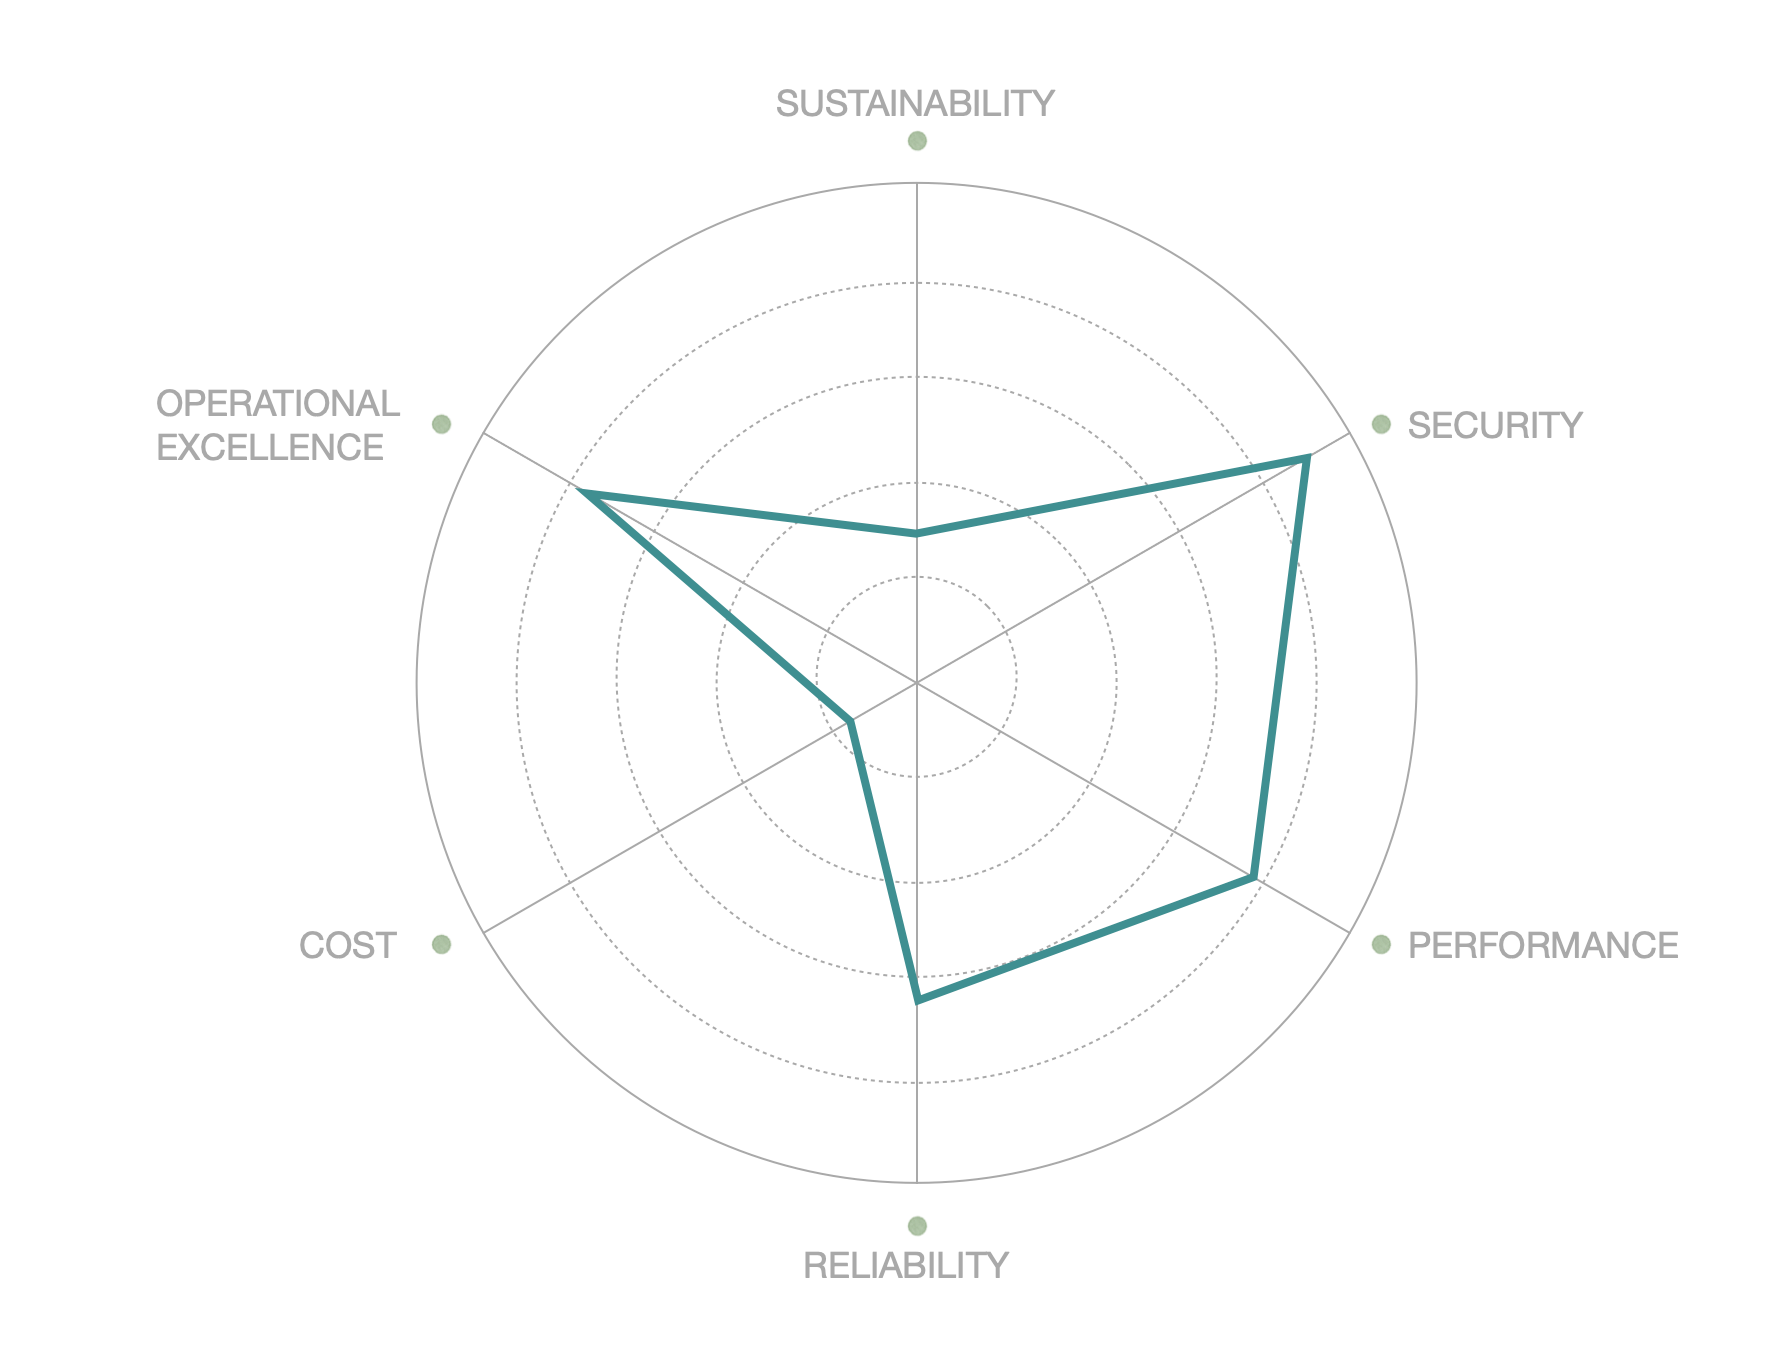 SUSTAINABILITY
OPERATIONAL
EXCELLENCE
SECURITY
COST
PERFORMANCE
RELIABILITY